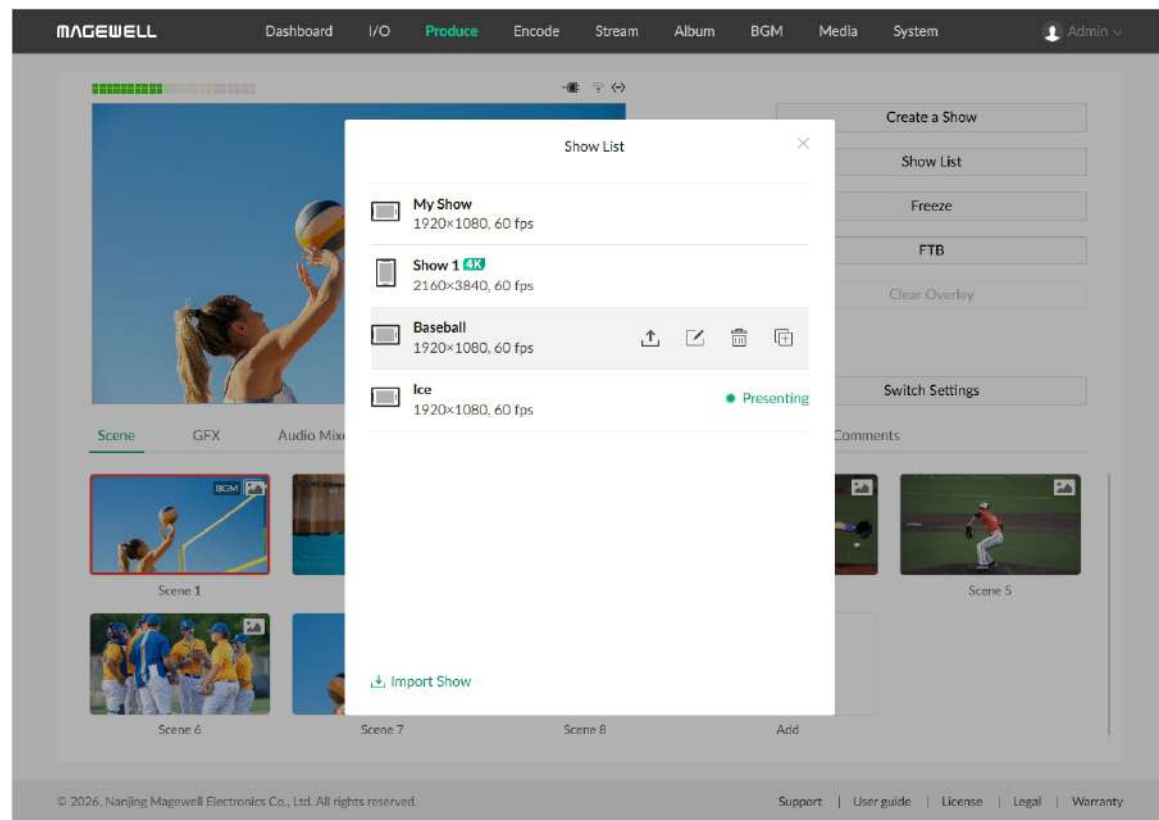 MAGEWELL Dashboard I/O Produce Encode Stream Album BGM Media System Admin
Create a Show
Show List
Show List
Freeze
My Show
1920×1080, 60 fps
FTB
Show 1 4K
2160×3840, 60 fps
Clear Overlay
Baseball
1920×1080, 60 fps
Ice
1920×1080, 60 fps
Presenting
Switch Settings
Scene GFX Audio Mixe Comments
BGM
Scene 1 Scene 5
Import Show
Scene 6 Scene 7 Scene 8 Add
© 2026, Nanjing Magewell Electronics Co., Ltd. All rights reserved. Support | User guide | License | Legal | Warranty